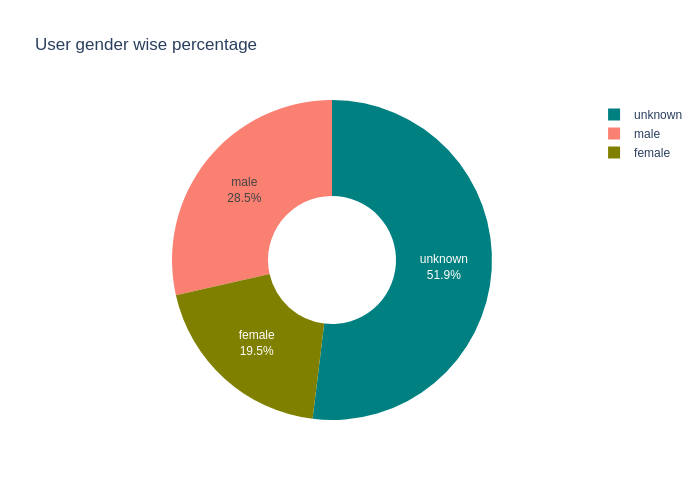 User gender wise percentage
unknown
male
female
male
28.5%
unknown
51.9%
female
19.5%